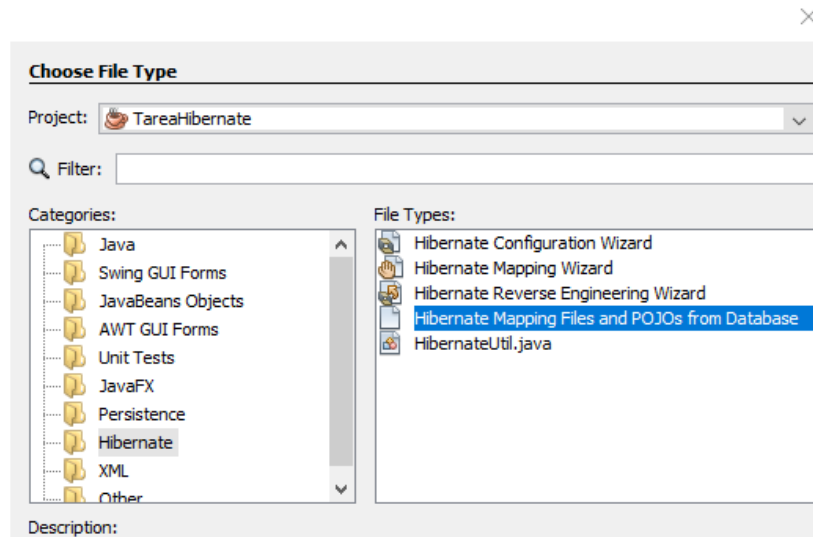 Choose File Type
Project: TareaHibernate
Filter:
Categories:
Java
Swing GUI Forms
JavaBeans Objects
AWT GUI Forms
Unit Tests
JavaFX
Persistence
Hibernate
XML
Other
File Types:
Hibernate Configuration Wizard
Hibernate Mapping Wizard
Hibernate Reverse Engineering Wizard
Hibernate Mapping Files and POJOs from Database
HibernateUtil.java
Description: